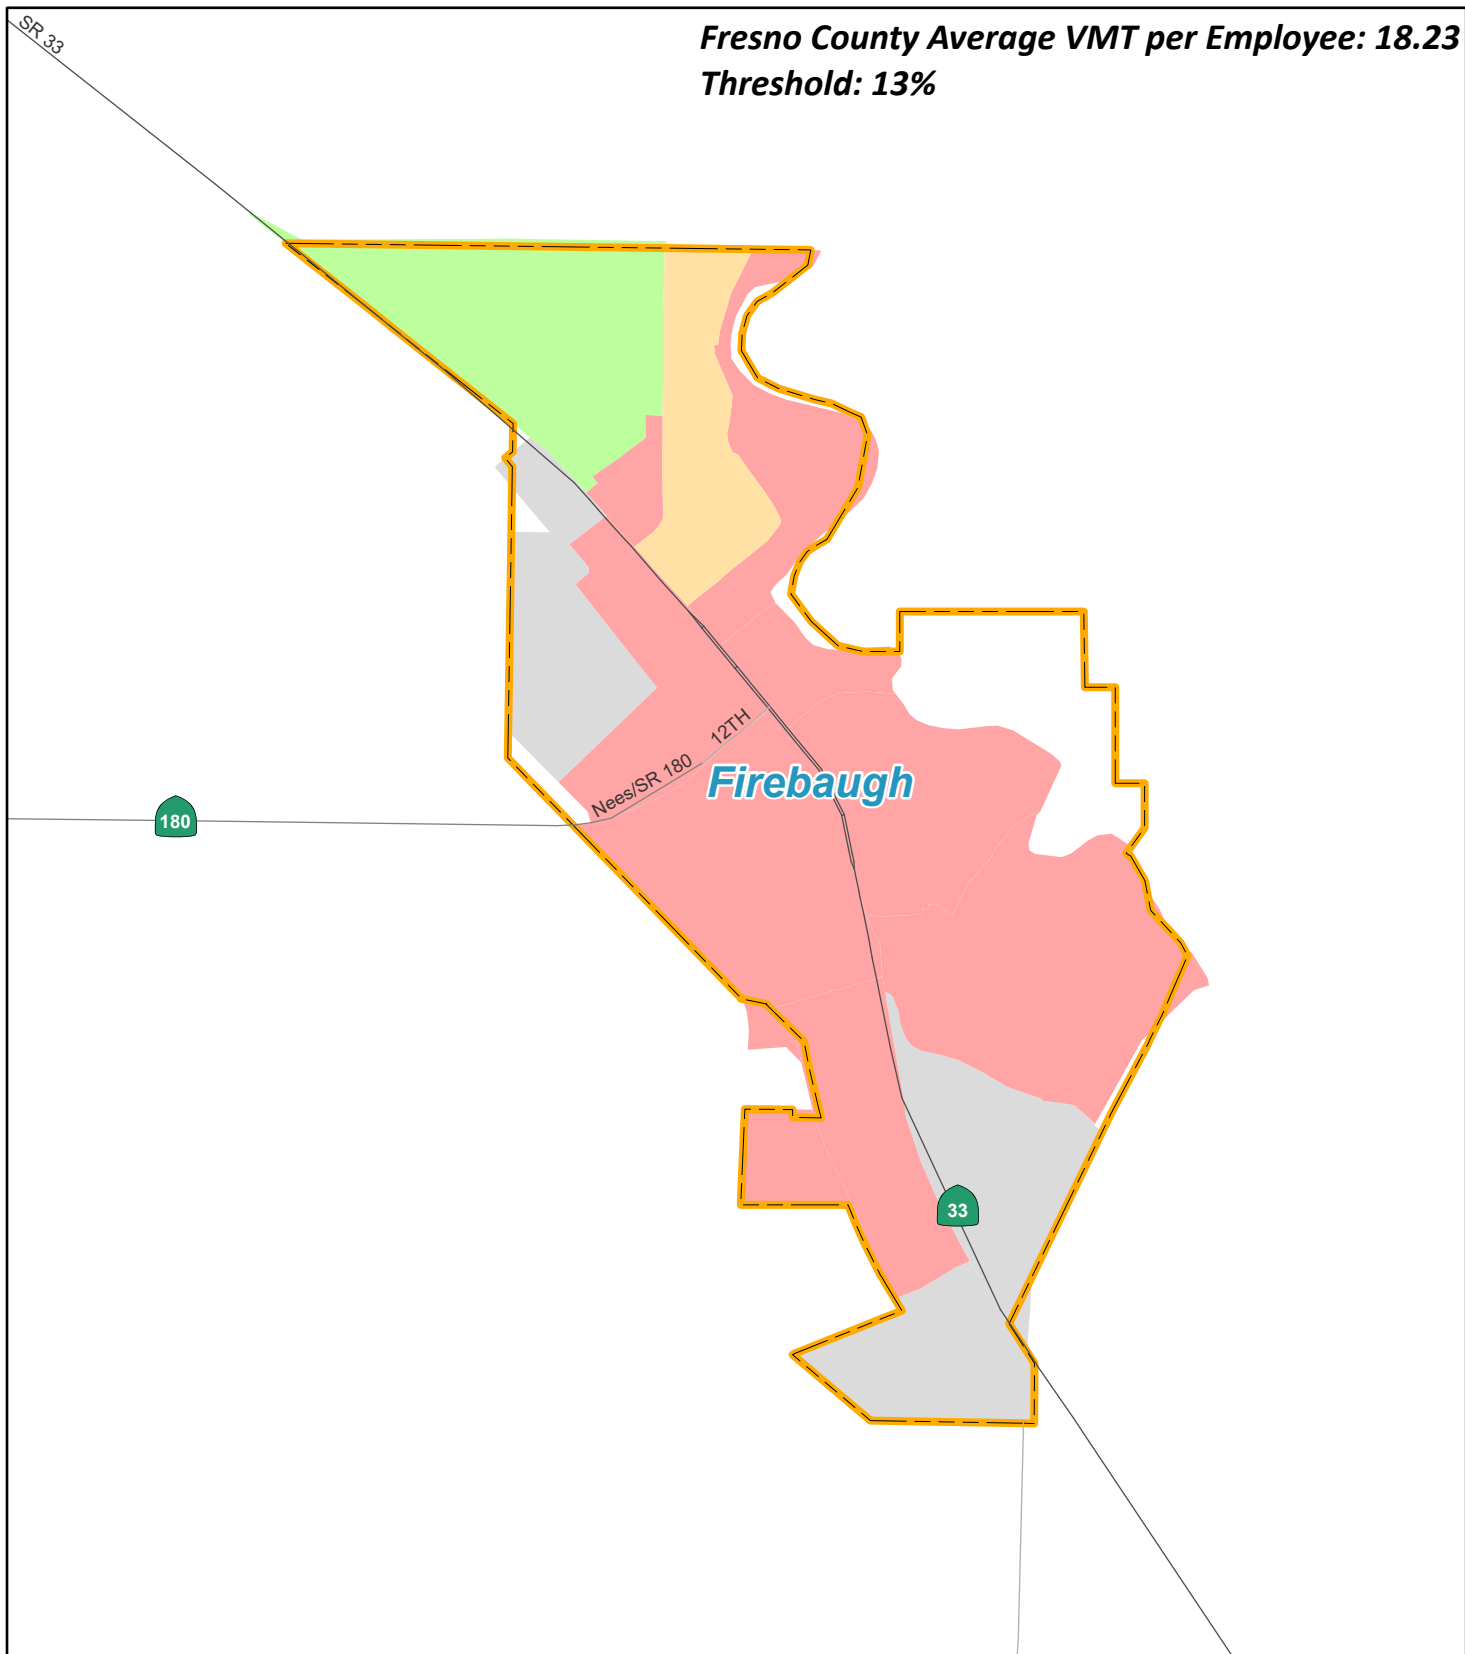 Fresno County Average VMT per Employee: 18.23
Threshold: 13%
SR 33
12TH
Nees/SR 180
Firebaugh
180
33